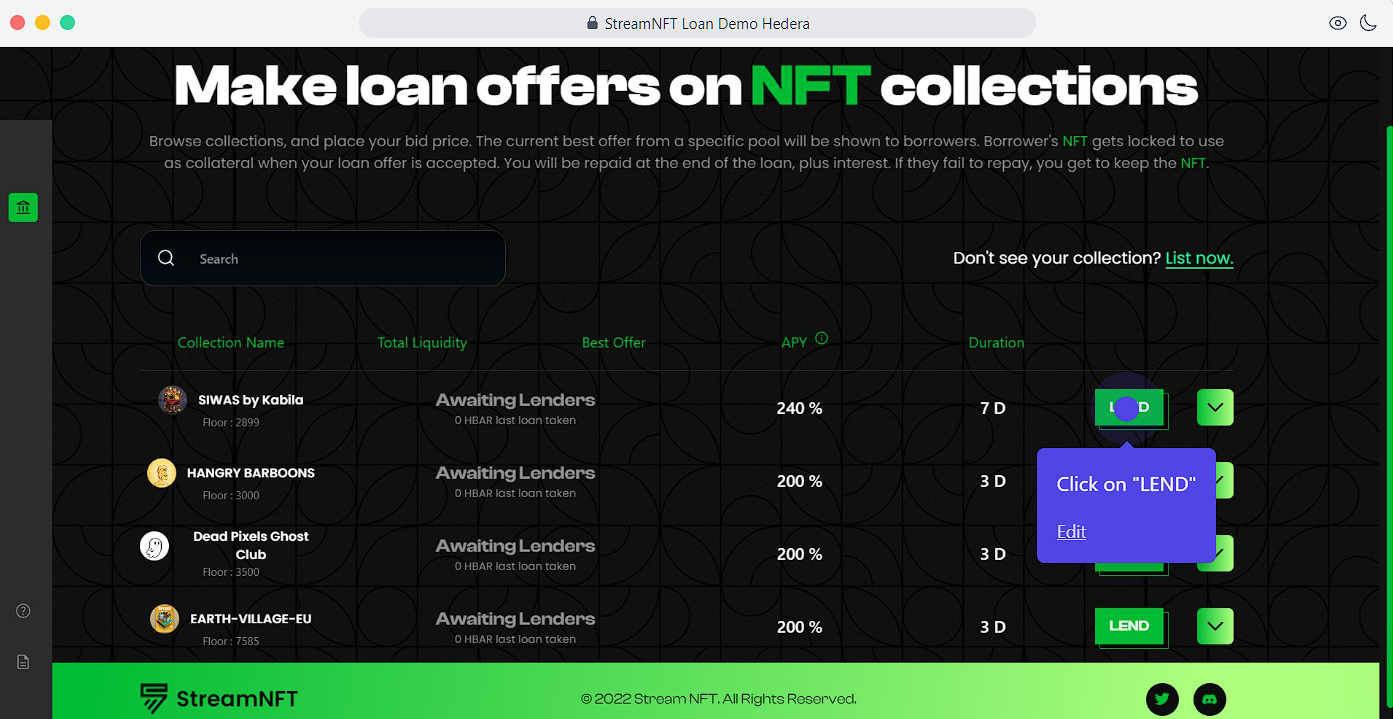 StreamNFT Loan Demo Hedera
Make loan offers on NFT collections
Browse collections, and place your bid price. The current best offer from a specific pool will be shown to borrowers. Borrower's NFT gets locked to use
as collateral when your loan offer is accepted. You will be repaid at the end of the loan, plus interest. If they fail to repay, you get to keep the NFT.
Search
Don't see your collection? List now.
Collection Name Total Liquidity Best Offer APY Duration
SIWAS by Kabila Awaiting Lenders 240 % 7 D
Floor : 2899 0 HBAR last loan taken
Click on "LEND"
Edit
HANGRY BARBOONS Awaiting Lenders 200 % 3 D
Floor : 3000 0 HBAR last loan taken
Dead Pixels Ghost
Club Awaiting Lenders 200 % 3 D
Floor : 3500 0 HBAR last loan taken
EARTH-VILLAGE-EU Awaiting Lenders 200 % 3 D LEND
Floor : 7585 0 HBAR last loan taken
StreamNFT © 2022 Stream NFT. All Rights Reserved.